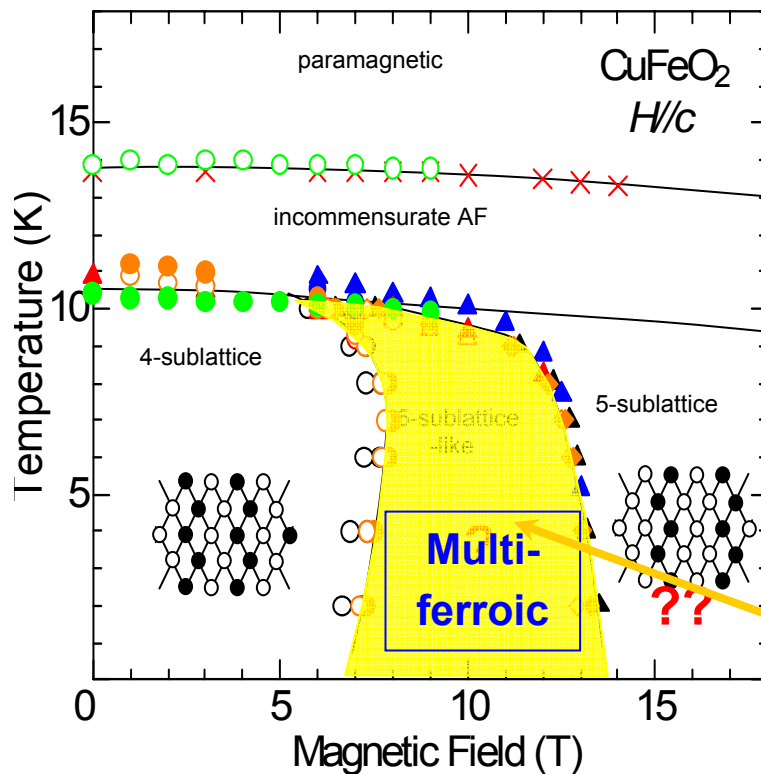 paramagnetic
CuFeO₂
H//c
15
incommensurate AF
10
4-sublattice
5-sublattice
-like
5-sublattice
5
Multi-
ferroic
??
0
5
10
15
Temperature (K)
Magnetic Field (T)